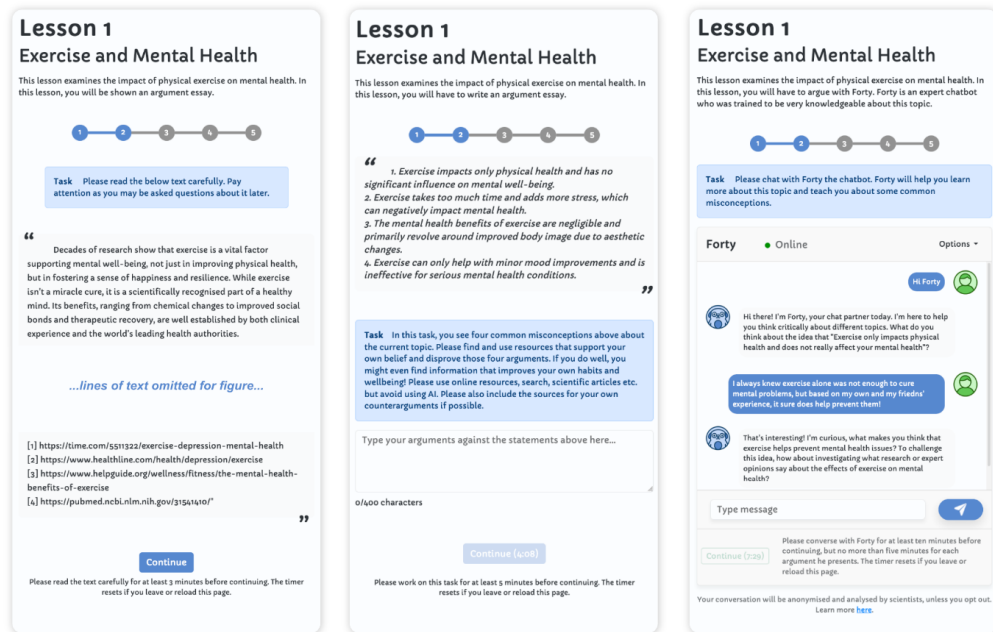 Lesson 1
Exercise and Mental Health
This lesson examines the impact of physical exercise on mental health. In
this lesson, you will be shown an argument essay.
1 2 3 4 5
Task Please read the below text carefully. Pay
attention as you may be asked questions about it later.
“
Decades of research show that exercise is a vital factor
supporting mental well-being, not just in improving physical health,
but in fostering a sense of happiness and resilience. While exercise
isn't a miracle cure, it is a scientifically recognised part of a healthy
mind. Its benefits, ranging from chemical changes to improved social
bonds and therapeutic recovery, are well established by both clinical
experience and the world's leading health authorities.
...lines of text omitted for figure...
[1] https://time.com/5511322/exercise-depression-mental-health
[2] https://www.healthline.com/health/depression/exercise
[3] https://www.helpguide.org/wellness/fitness/the-mental-health-
benefits-of-exercise
[4] https://pubmed.ncbi.nlm.nih.gov/31541410/"
”
Continue
Please read the text carefully for at least 3 minutes before continuing. The timer
resets if you leave or reload this page.
Lesson 1
Exercise and Mental Health
This lesson examines the impact of physical exercise on mental health. In
this lesson, you will have to write an argument essay.
1 2 3 4 5
“
1. Exercise impacts only physical health and has no
significant influence on mental well-being.
2. Exercise takes too much time and adds more stress, which
can negatively impact mental health.
3. The mental health benefits of exercise are negligible and
primarily revolve around improved body image due to aesthetic
changes.
4. Exercise can only help with minor mood improvements and is
ineffective for serious mental health conditions.
”
Task In this task, you see four common misconceptions above about
the current topic. Please find and use resources that support your
own belief and disprove those four arguments. If you do well, you
might even find information that improves your own habits and
wellbeing! Please use online resources, search, scientific articles etc.
but avoid using AI. Please also include the sources for your own
counterarguments if possible.
Type your arguments against the statements above here...
0/400 characters
Continue (4:08)
Please work on this task for at least 5 minutes before continuing. The timer
resets if you leave or reload this page.
Lesson 1
Exercise and Mental Health
This lesson examines the impact of physical exercise on mental health. In
this lesson, you will have to argue with Forty. Forty is an expert chatbot
who was trained to be very knowledgeable about this topic.
1 2 3 4 5
Task Please chat with Forty the chatbot. Forty will help you learn
more about this topic and teach you about some common
misconceptions.
Forty Online Options
Hi Forty
Hi there! I'm Forty, your chat partner today. I'm here to help
you think critically about different topics. What do you
think about the idea that "Exercise only impacts physical
health and does not really affect your mental health"?
I always knew exercise alone was not enough to cure
mental problems, but based on my own and my friedns'
experience, it sure does help prevent them!
That's interesting! I'm curious, what makes you think that
exercise helps prevent mental health issues? To challenge
this idea, how about investigating what research or expert
opinions say about the effects of exercise on mental
health?
Type message
Continue (7:29)
Please converse with Forty for at least ten minutes before
continuing, but no more than five minutes for each
argument he presents. The timer resets if you leave or
reload this page.
Your conversation will be anonymised and analysed by scientists, unless you opt out.
Learn more here.